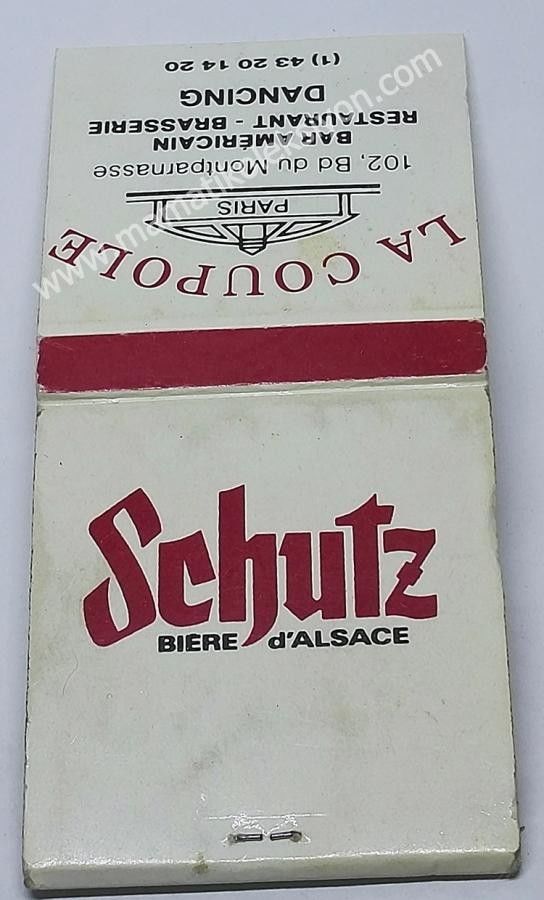 LA COUPOLE
PARIS
102, Bd du Montparnasse
BAR AMÉRICAIN
RESTAURANT - BRASSERIE
DANCING
(1) 43 20 14 20
Schutz
BIÈRE d'ALSACE